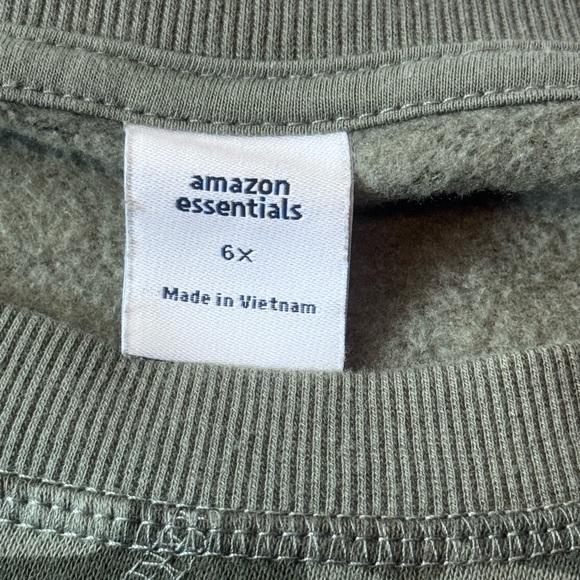 amazon
essentials
6X
Made in Vietnam